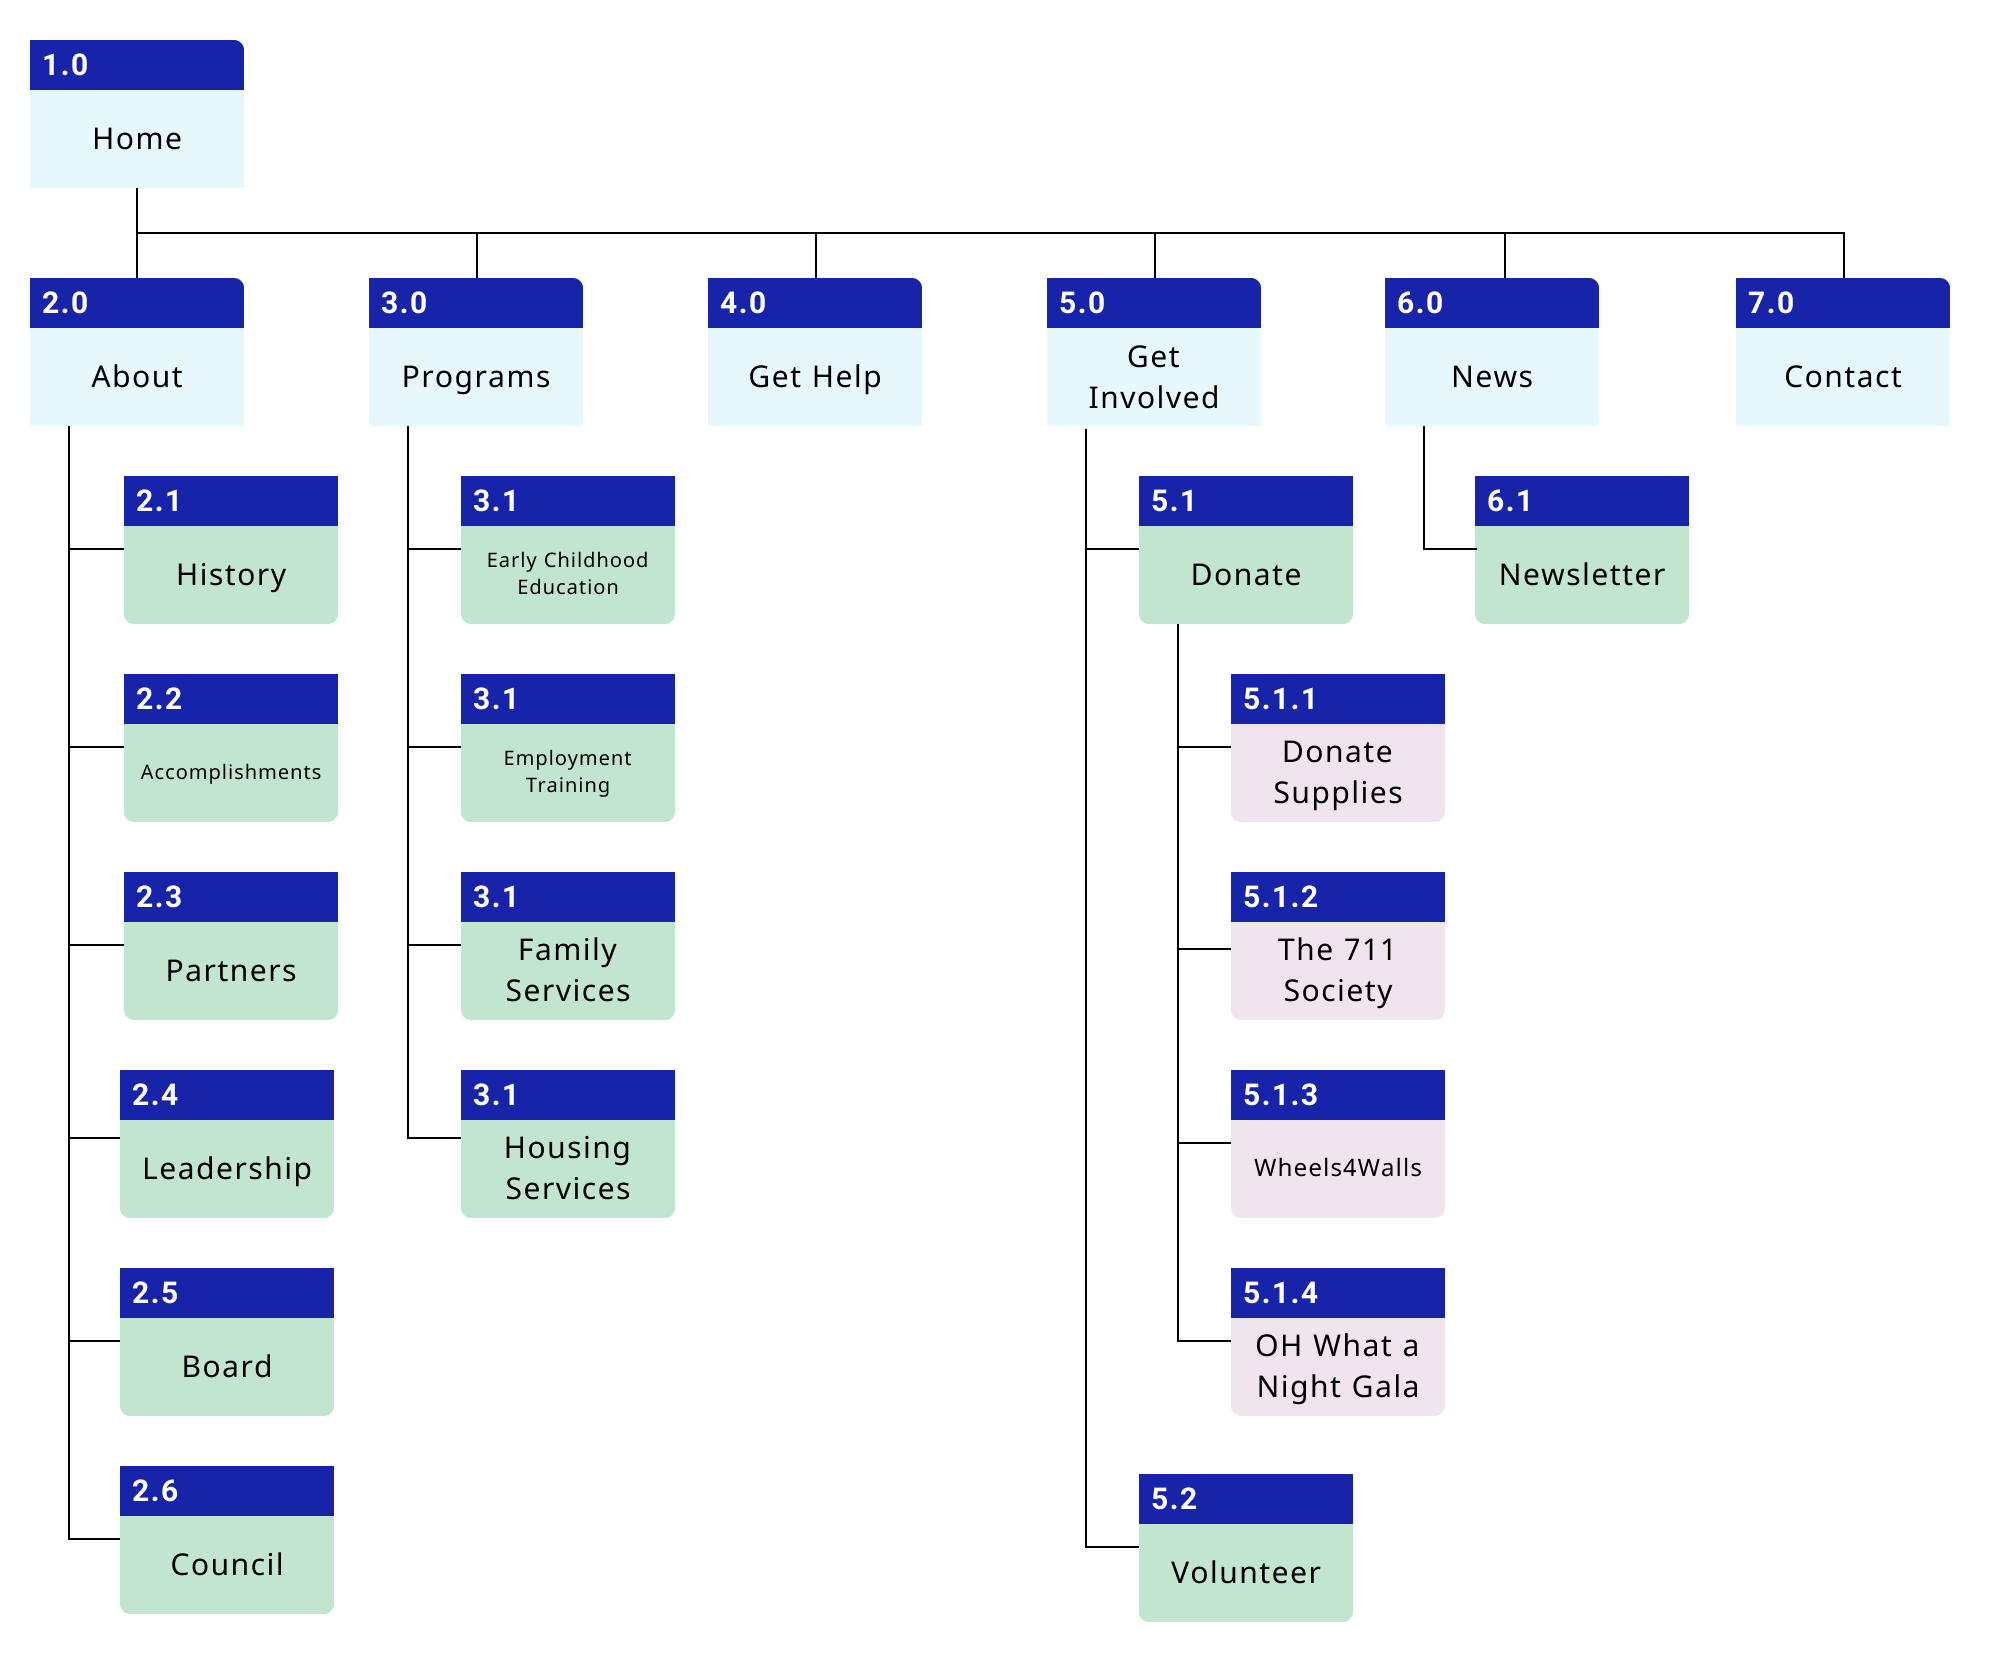 1.0
Home
2.0
About
3.0
Programs
4.0
Get Help
5.0
Get
Involved
6.0
News
7.0
Contact
2.1
History
2.2
Accomplishments
2.3
Partners
2.4
Leadership
2.5
Board
2.6
Council
3.1
Early Childhood
Education
3.1
Employment
Training
3.1
Family
Services
3.1
Housing
Services
5.1
Donate
5.1.1
Donate
Supplies
5.1.2
The 711
Society
5.1.3
Wheels4Walls
5.1.4
OH What a
Night Gala
5.2
Volunteer
6.1
Newsletter